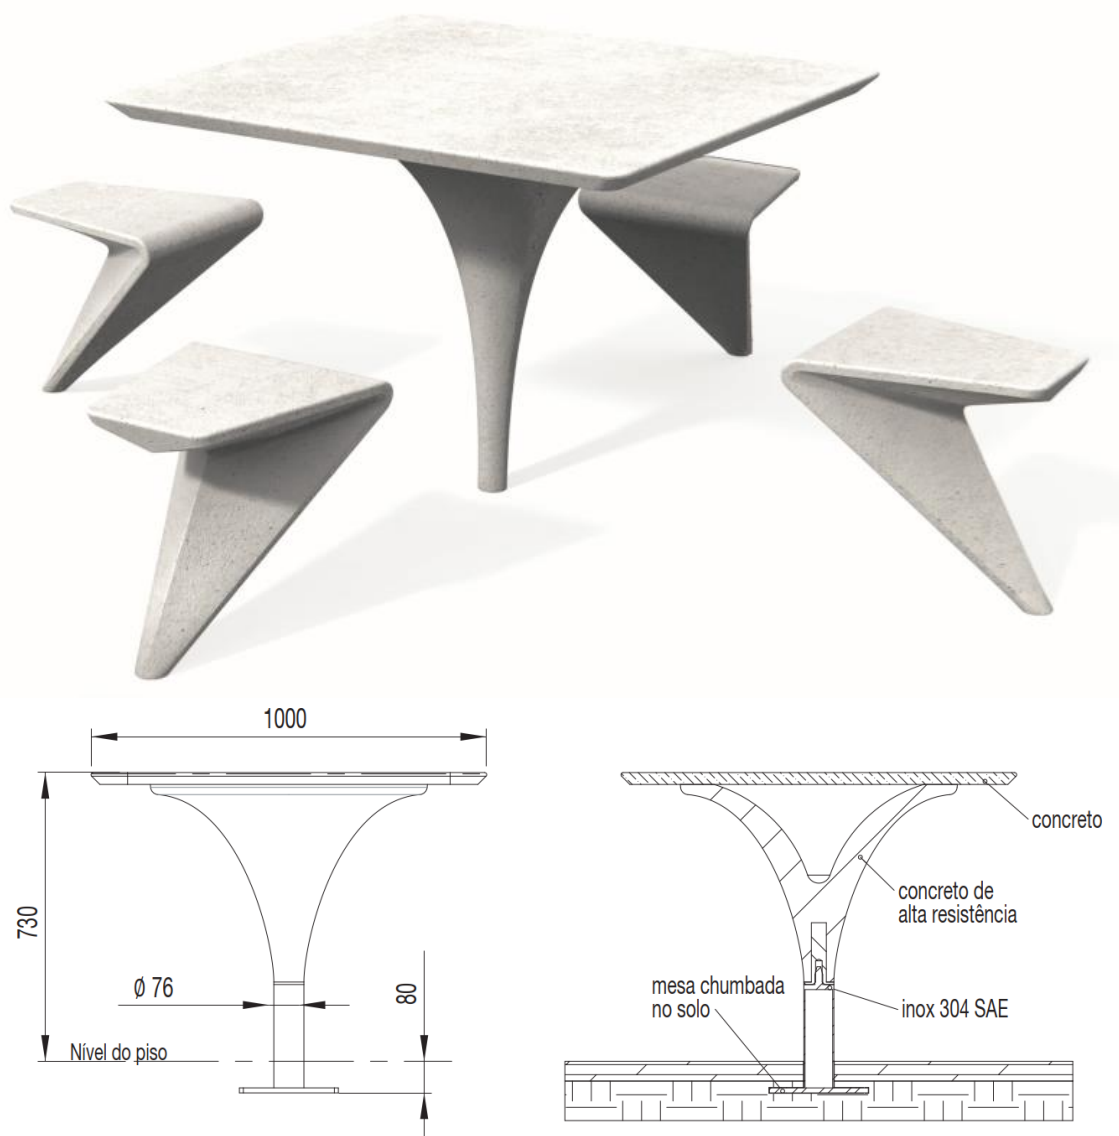 1000
730
Ø 76
80
Nível do piso
concreto
concreto de
alta resistência
mesa chumbada
no solo
inox 304 SAE